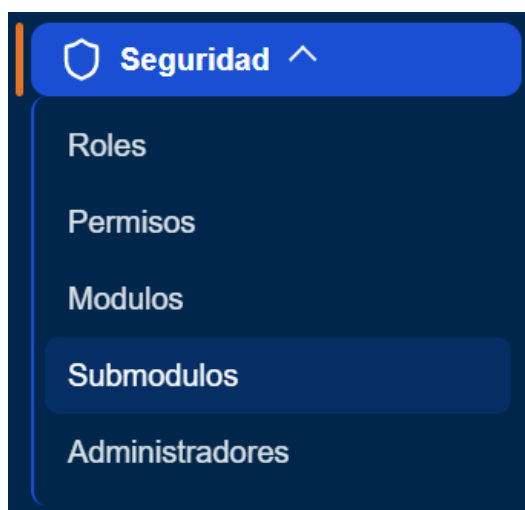 Seguridad
Roles
Permisos
Modulos
Submodulos
Administradores